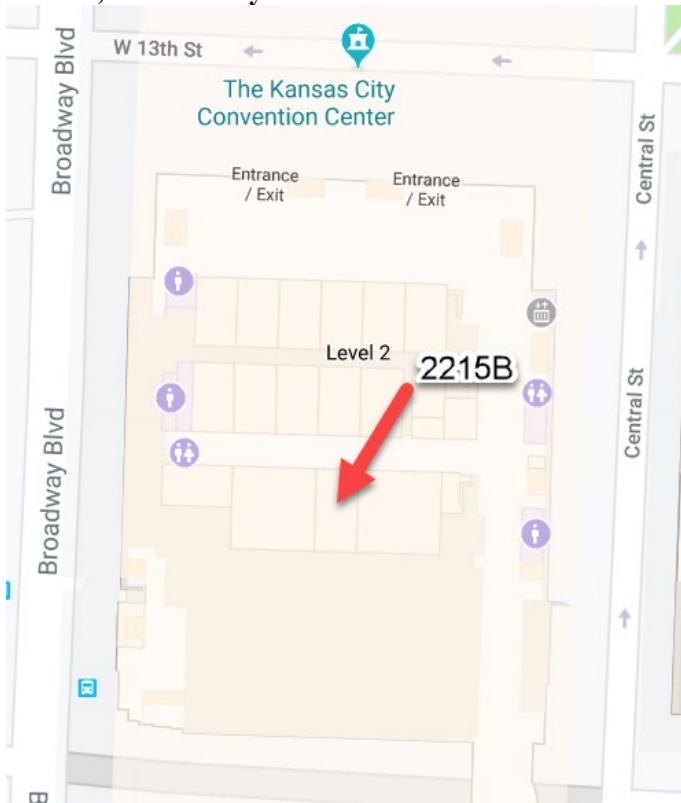 W 13th St
Broadway Blvd
The Kansas City
Convention Center
Central St
Entrance
/ Exit
Entrance
/ Exit
Level 2
2215B
Central St
Broadway Blvd
B